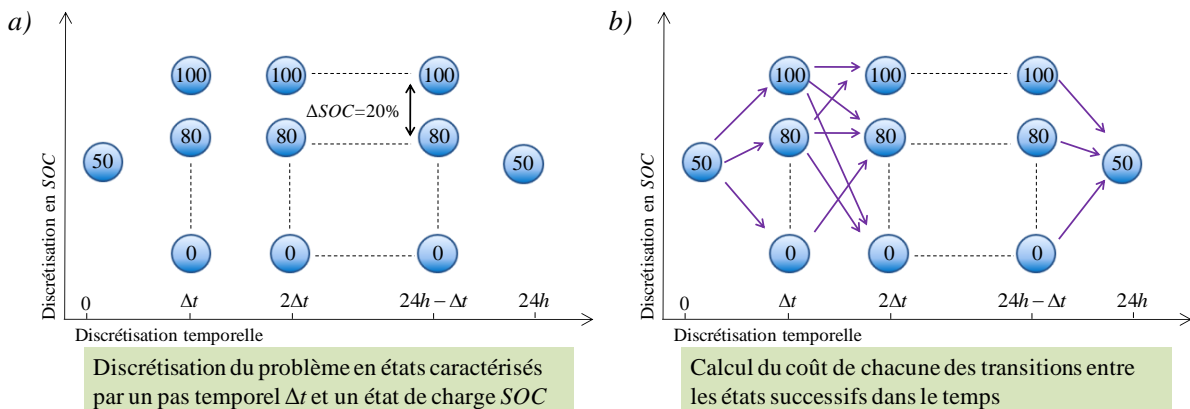 a)
Discrétisation en SOC
100
100
100
ΔSOC=20%
80
80
80
50
50
0
0
0
0
Δt
2Δt
24h – Δt
24h
Discrétisation temporelle
Discrétisation du problème en états caractérisés
par un pas temporel Δt et un état de charge SOC
b)
Discrétisation en SOC
100
100
100
80
80
80
50
50
0
0
0
0
Δt
2Δt
24h – Δt
24h
Discrétisation temporelle
Calcul du coût de chacune des transitions entre
les états successifs dans le temps